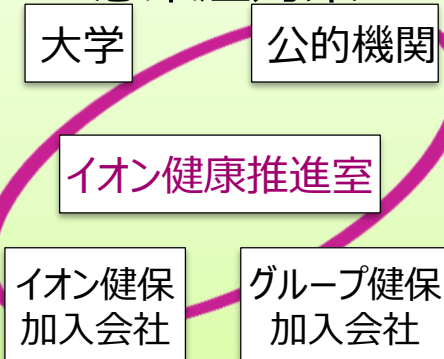 大学
公的機関
イオン健康推進室
イオン健保
加入会社
グループ健保
加入会社